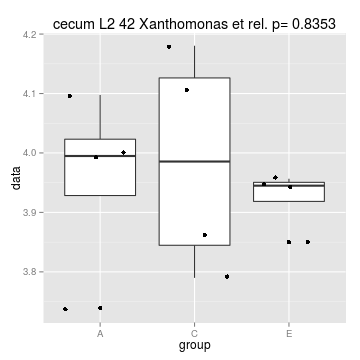 cecum L2 42 Xanthomonas et rel. p= 0.8353
4.2
4.1
4.0
3.9
3.8
data
A
C
E
group